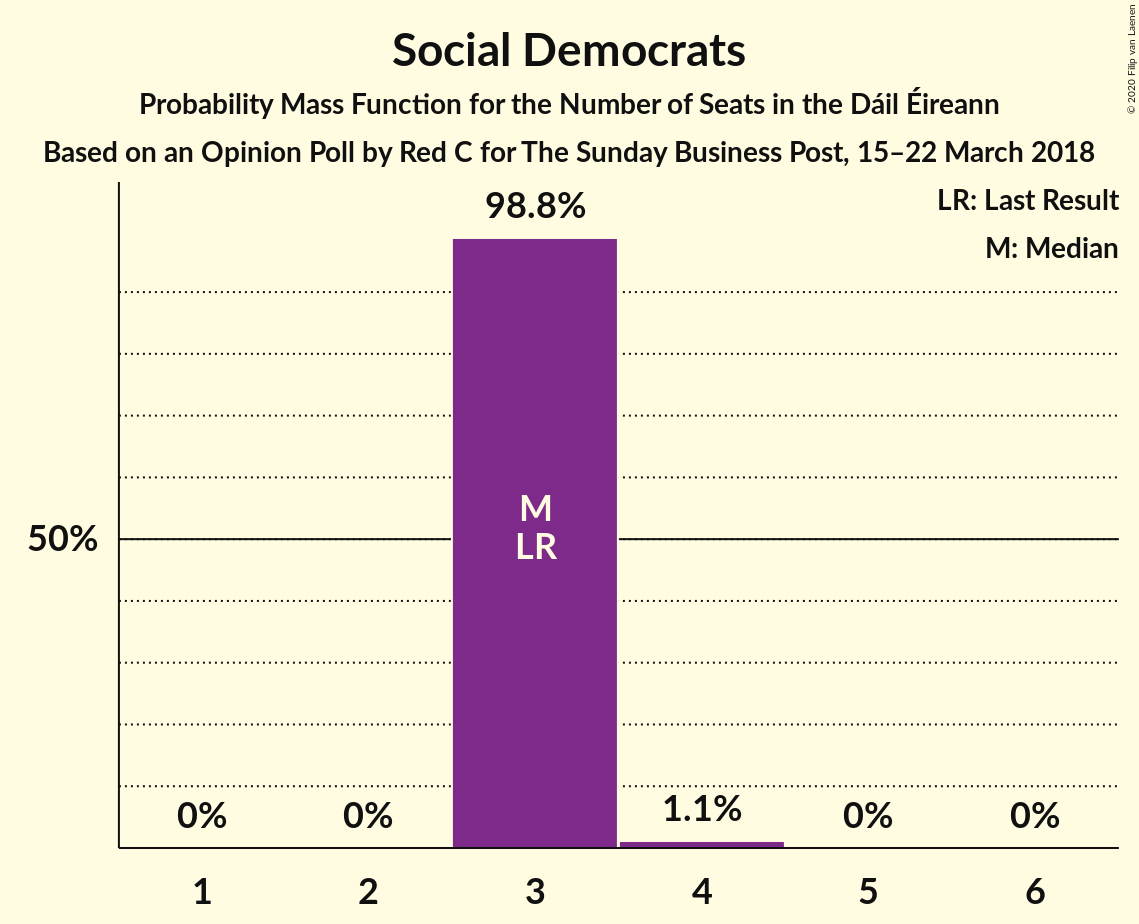 Social Democrats
Probability Mass Function for the Number of Seats in the Dáil Éireann
Based on an Opinion Poll by Red C for The Sunday Business Post, 15–22 March 2018
© 2020 Filip van Laenen
LR: Last Result
M: Median
98.8%
M
LR
50%
0%
0%
1.1%
0%
0%
1
2
3
4
5
6